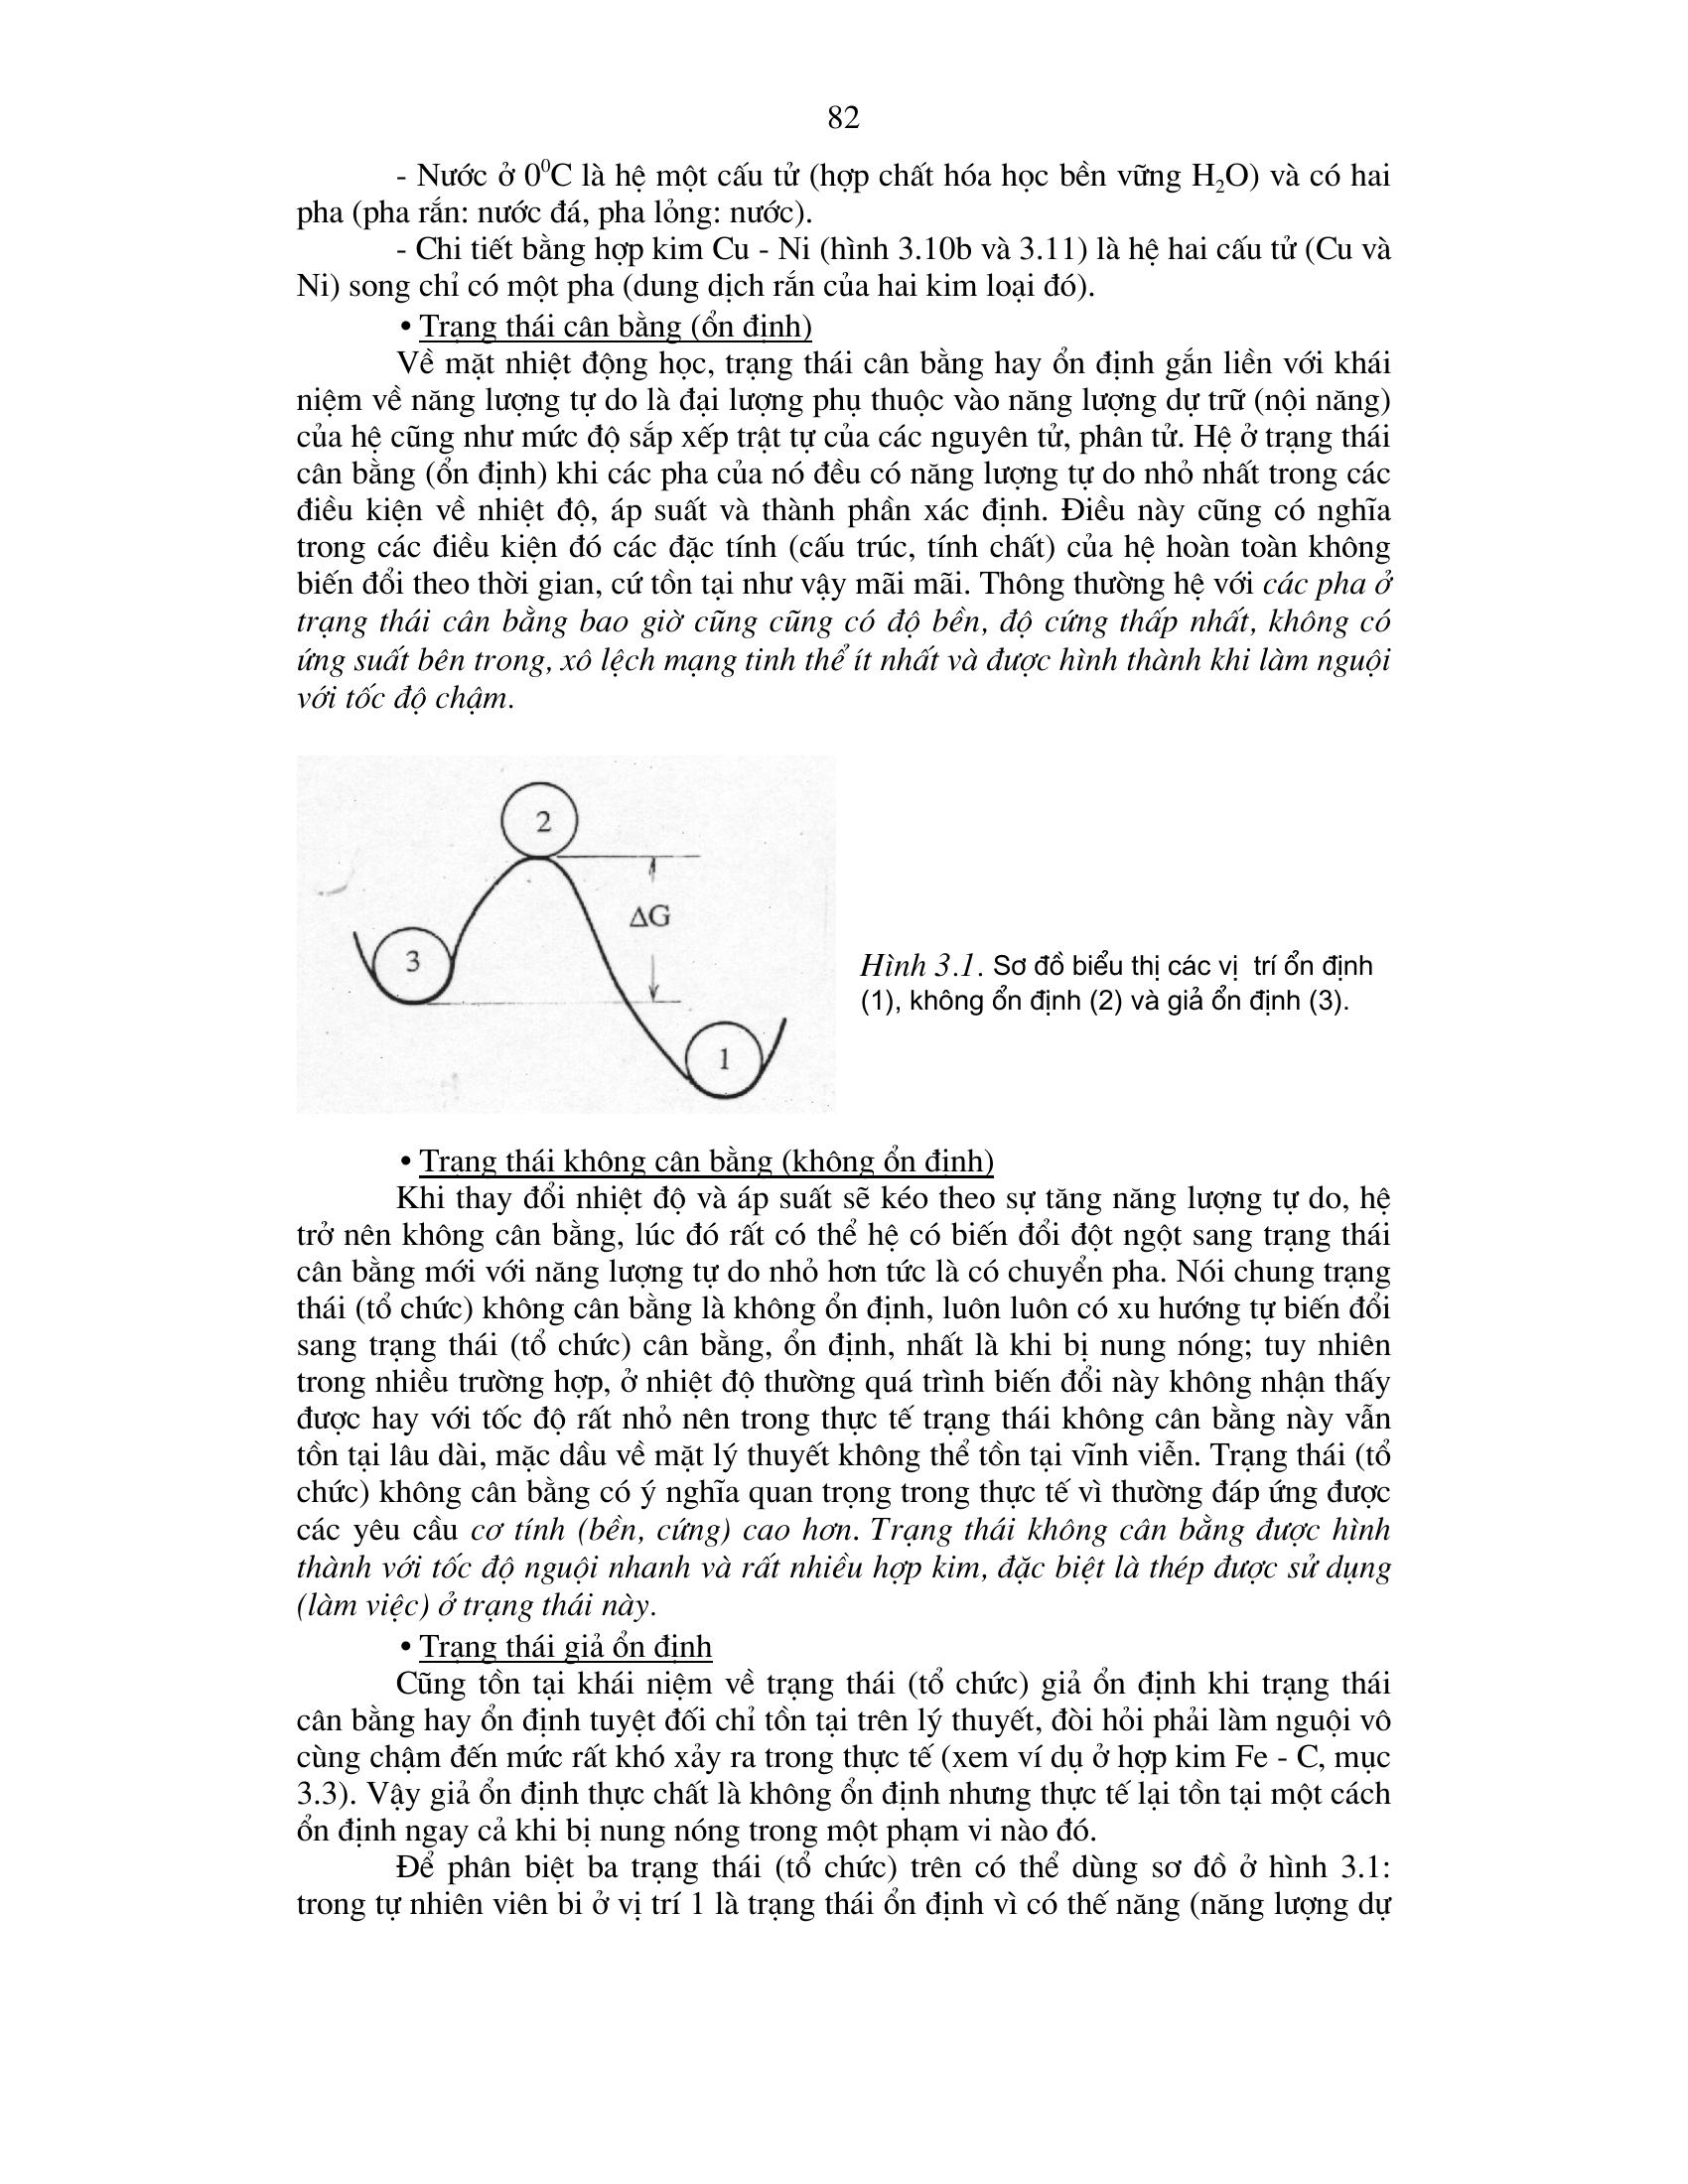 82
- Nước ở 0⁰C là hệ một cấu tử (hợp chất hóa học bền vững H₂O) và có hai
pha (pha rắn: nước đá, pha lỏng: nước).
- Chi tiết bằng hợp kim Cu - Ni (hình 3.10b và 3.11) là hệ hai cấu tử (Cu và
Ni) song chỉ có một pha (dung dịch rắn của hai kim loại đó).
• Trạng thái cân bằng (ổn định)
Về mặt nhiệt động học, trạng thái cân bằng hay ổn định gắn liền với khái
niệm về năng lượng tự do là đại lượng phụ thuộc vào năng lượng dự trữ (nội năng)
của hệ cũng như mức độ sắp xếp trật tự của các nguyên tử, phân tử. Hệ ở trạng thái
cân bằng (ổn định) khi các pha của nó đều có năng lượng tự do nhỏ nhất trong các
điều kiện về nhiệt độ, áp suất và thành phần xác định. Điều này cũng có nghĩa
trong các điều kiện đó các đặc tính (cấu trúc, tính chất) của hệ hoàn toàn không
biến đổi theo thời gian, cứ tồn tại như vậy mãi mãi. Thông thường hệ với các pha ở
trạng thái cân bằng bao giờ cũng cũng có độ bền, độ cứng thấp nhất, không có
ứng suất bên trong, xô lệch mạng tinh thể ít nhất và được hình thành khi làm nguội
với tốc độ chậm.
2
ΔG
3
1
Hình 3.1. Sơ đồ biểu thị các vị trí ổn định
(1), không ổn định (2) và giả ổn định (3).
• Trạng thái không cân bằng (không ổn định)
Khi thay đổi nhiệt độ và áp suất sẽ kéo theo sự tăng năng lượng tự do, hệ
trở nên không cân bằng, lúc đó rất có thể hệ có biến đổi đột ngột sang trạng thái
cân bằng mới với năng lượng tự do nhỏ hơn tức là có chuyển pha. Nói chung trạng
thái (tổ chức) không cân bằng là không ổn định, luôn luôn có xu hướng tự biến đổi
sang trạng thái (tổ chức) cân bằng, ổn định, nhất là khi bị nung nóng; tuy nhiên
trong nhiều trường hợp, ở nhiệt độ thường quá trình biến đổi này không nhận thấy
được hay với tốc độ rất nhỏ nên trong thực tế trạng thái không cân bằng này vẫn
tồn tại lâu dài, mặc dầu về mặt lý thuyết không thể tồn tại vĩnh viễn. Trạng thái (tổ
chức) không cân bằng có ý nghĩa quan trọng trong thực tế vì thường đáp ứng được
các yêu cầu cơ tính (bền, cứng) cao hơn. Trạng thái không cân bằng được hình
thành với tốc độ nguội nhanh và rất nhiều hợp kim, đặc biệt là thép được sử dụng
(làm việc) ở trạng thái này.
• Trạng thái giả ổn định
Cũng tồn tại khái niệm về trạng thái (tổ chức) giả ổn định khi trạng thái
cân bằng hay ổn định tuyệt đối chỉ tồn tại trên lý thuyết, đòi hỏi phải làm nguội vô
cùng chậm đến mức rất khó xảy ra trong thực tế (xem ví dụ ở hợp kim Fe - C, mục
3.3). Vậy giả ổn định thực chất là không ổn định nhưng thực tế lại tồn tại một cách
ổn định ngay cả khi bị nung nóng trong một phạm vi nào đó.
Để phân biệt ba trạng thái (tổ chức) trên có thể dùng sơ đồ ở hình 3.1:
trong tự nhiên viên bi ở vị trí 1 là trạng thái ổn định vì có thế năng (năng lượng dự